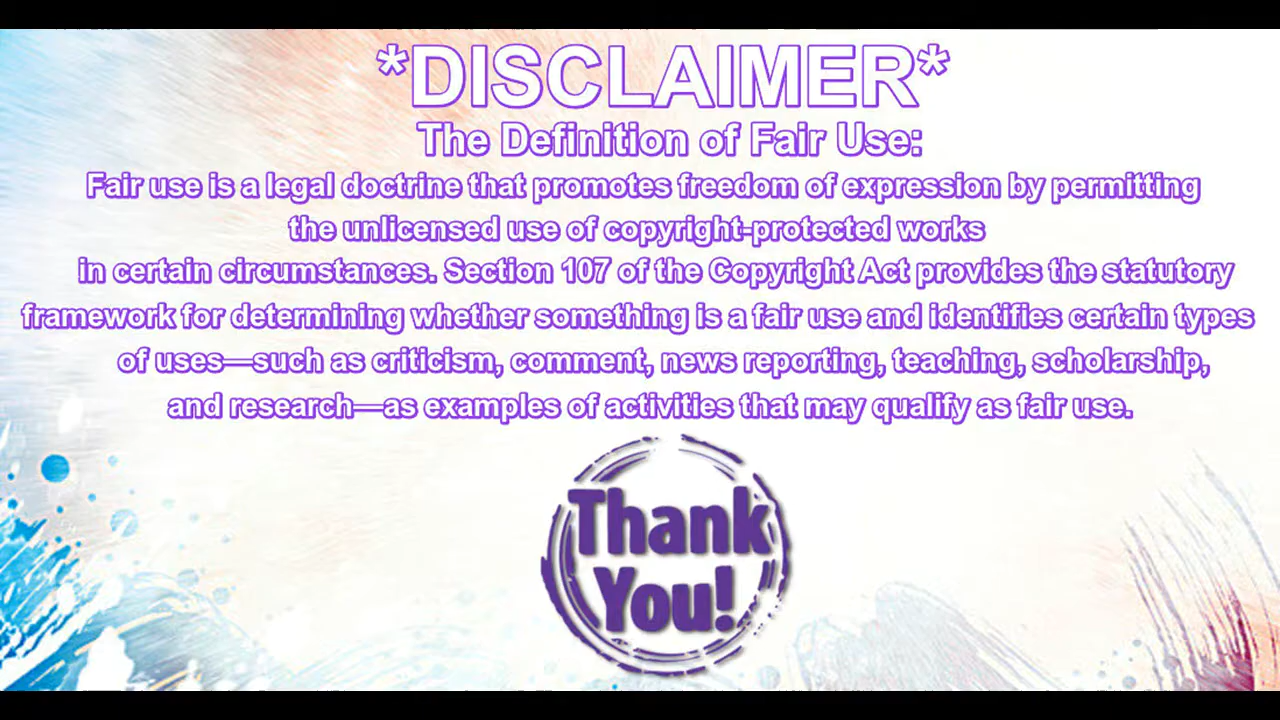 *DISCLAIMER*
The Definition of Fair Use:
Fair use is a legal doctrine that promotes freedom of expression by permitting
the unlicensed use of copyright-protected works
in certain circumstances. Section 107 of the Copyright Act provides the statutory
framework for determining whether something is a fair use and identifies certain types
of uses—such as criticism, comment, news reporting, teaching, scholarship,
and research—as examples of activities that may qualify as fair use.
Thank
You!